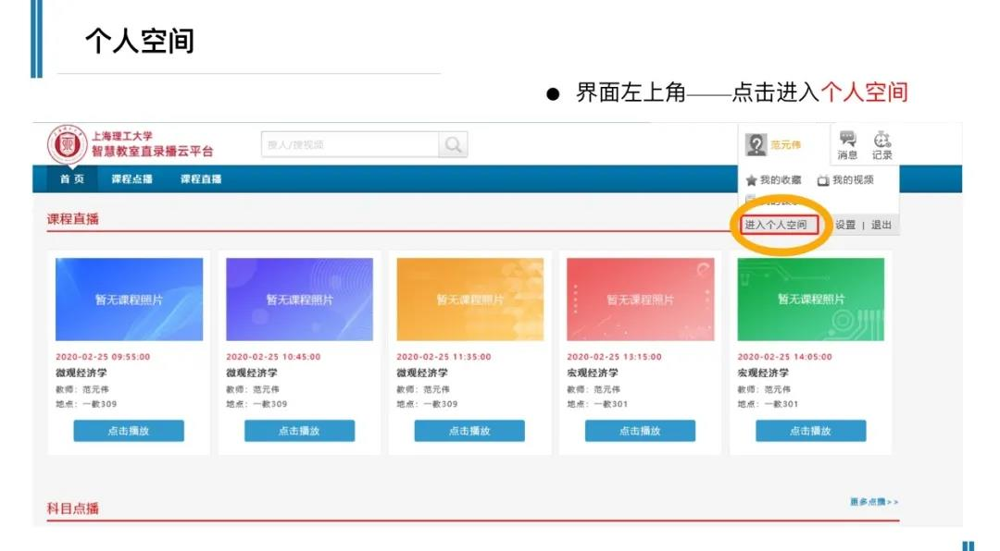 个人空间
● 界面左上角——点击进入个人空间
上海理工大学
智慧教室直录播云平台
搜人/搜视频
范元伟
消息 记录
首页 课程点播 课程直播
我的收藏 我的视频
进入个人空间 设置 | 退出
课程直播
暂无课程照片 暂无课程照片 暂无课程照片 暂无课程照片 暂无课程照片
2020-02-25 09:55:00 2020-02-25 10:45:00 2020-02-25 11:35:00 2020-02-25 13:15:00 2020-02-25 14:05:00
微观经济学 微观经济学 微观经济学 宏观经济学 宏观经济学
教师：范元伟 教师：范元伟 教师：范元伟 教师：范元伟 教师：范元伟
地点：一教309 地点：一教309 地点：一教309 地点：一教301 地点：一教301
点击播放 点击播放 点击播放 点击播放 点击播放
科目点播
更多点播>>